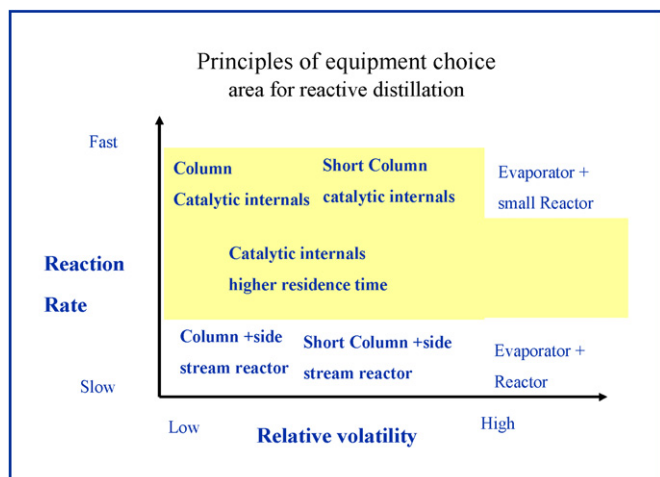 Principles of equipment choice
area for reactive distillation
Fast
Column
Catalytic internals
Short Column
catalytic internals
Evaporator +
small Reactor
Reaction
Rate
Catalytic internals
higher residence time
Column +side
stream reactor
Short Column +side
stream reactor
Evaporator +
Reactor
Slow
Low
Relative volatility
High